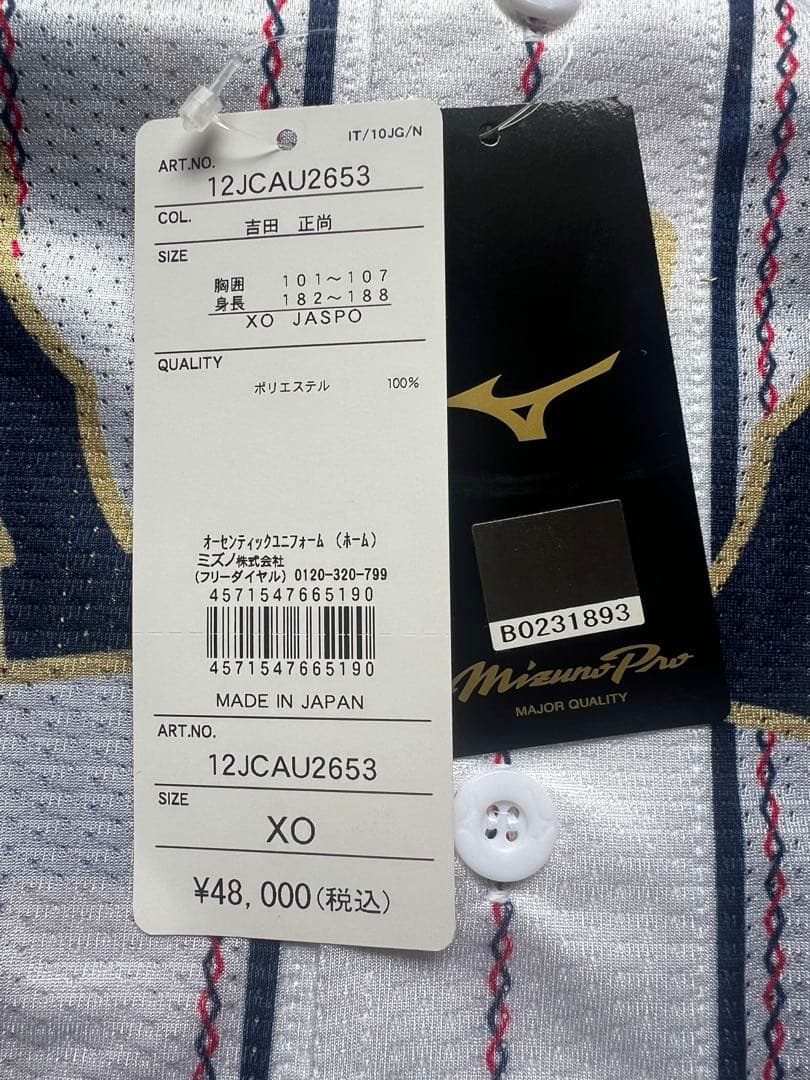 IT/10JG/N
ART.NO.
12JCAU2653
COL.
吉田 正尚
SIZE
胸囲 101～107
身長 182～188
XO JASPO
QUALITY
ポリエステル 100%
オーセンティックユニフォーム (ホーム)
ミズノ株式会社
(フリーダイヤル) 0120-320-799
4571547665190
4571547665190
MADE IN JAPAN
ART.NO.
12JCAU2653
SIZE
XO
¥48,000(税込)
B0231893
Mizuno Pro
MAJOR QUALITY